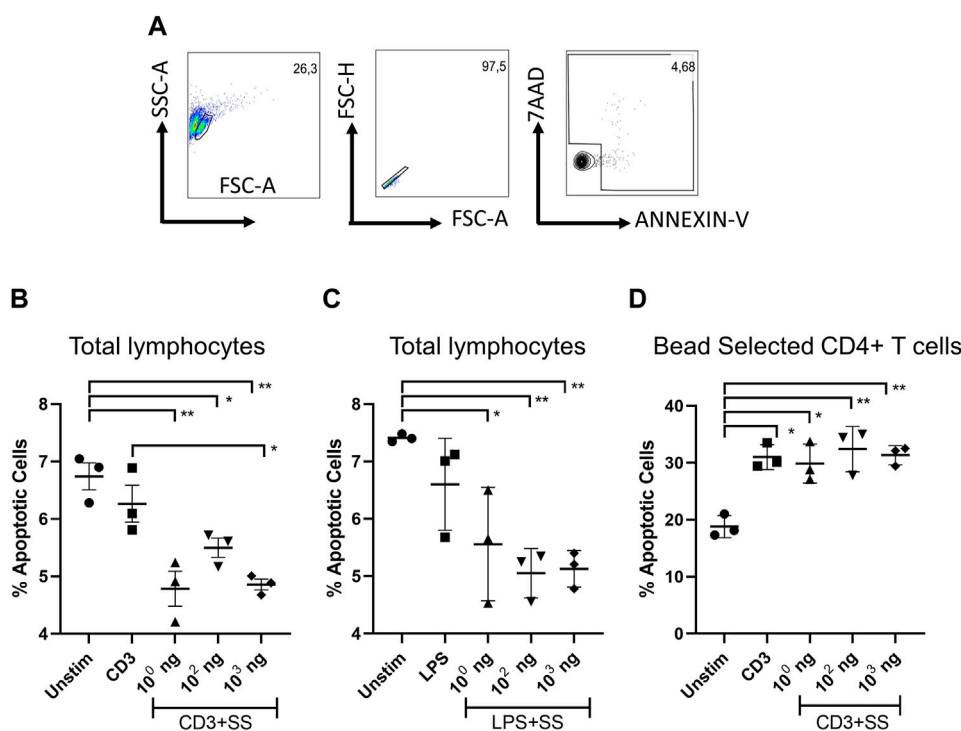 A
SSC-A
26,3
FSC-A
FSC-H
97,5
FSC-A
7AAD
4,68
ANNEXIN-V
B
Total lymphocytes
% Apoptotic Cells
8
7
6
5
4
**
*
**
*
Unstim
CD3
10⁰ ng
10² ng
10³ ng
CD3+SS
C
Total lymphocytes
% Apoptotic Cells
8
7
6
5
4
**
**
*
Unstim
LPS
10⁰ ng
10² ng
10³ ng
LPS+SS
D
Bead Selected CD4+ T cells
% Apoptotic Cells
40
30
20
10
0
**
**
*
*
Unstim
CD3
10⁰ ng
10² ng
10³ ng
CD3+SS